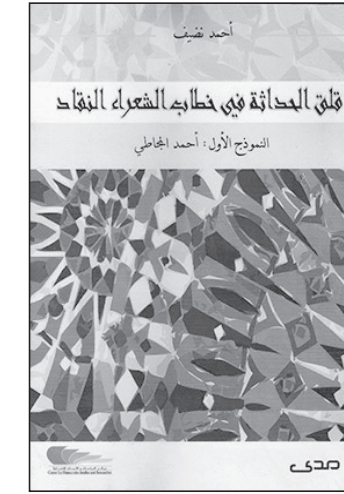 أحمد نضيف
قلق الحداثة في خطاب الشعراء النقاد
النموذج الأول: أحمد المجاطي
مدى